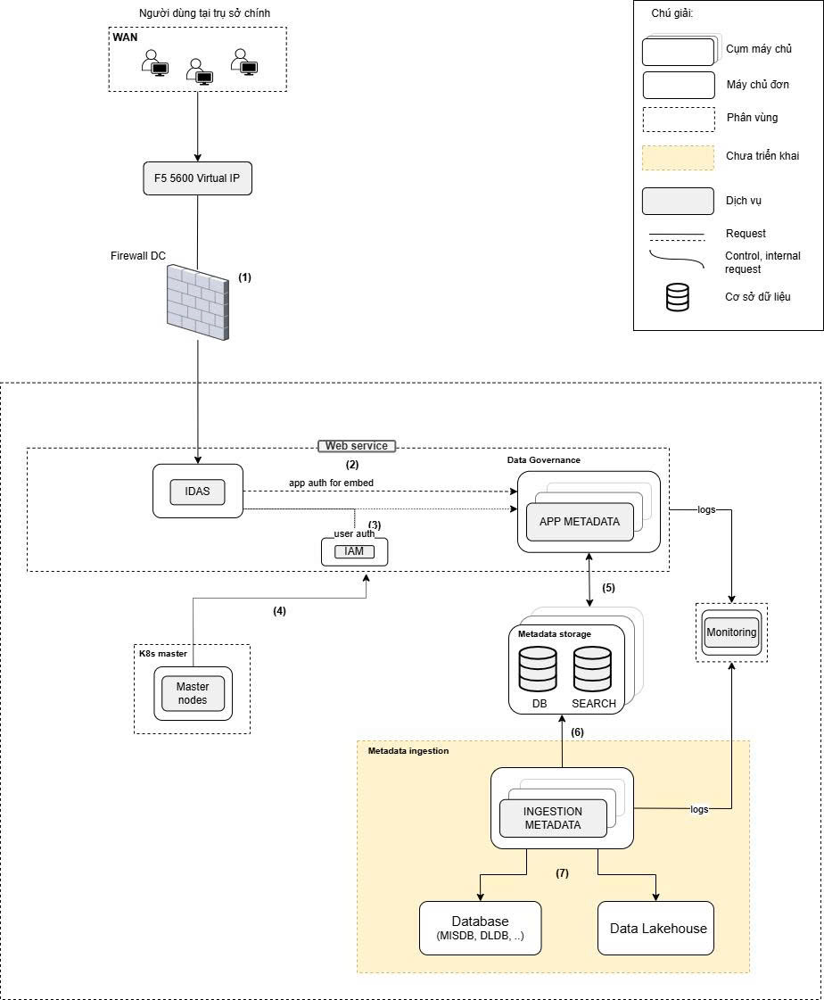 Người dùng tại trụ sở chính
WAN
F5 5600 Virtual IP
Firewall DC
(1)
Chú giải:
Cụm máy chủ
Máy chủ đơn
Phân vùng
Chưa triển khai
Dịch vụ
Request
Control, internal
request
Cơ sở dữ liệu
Web service
(2)
Data Governance
IDAS
app auth for embed
APP METADATA
(3)
user auth
IAM
logs
(4)
(5)
K8s master
Master
nodes
Metadata storage
DB
SEARCH
Monitoring
(6)
Metadata ingestion
INGESTION
METADATA
logs
(7)
Database
(MISDB, DLDB, ..)
Data Lakehouse